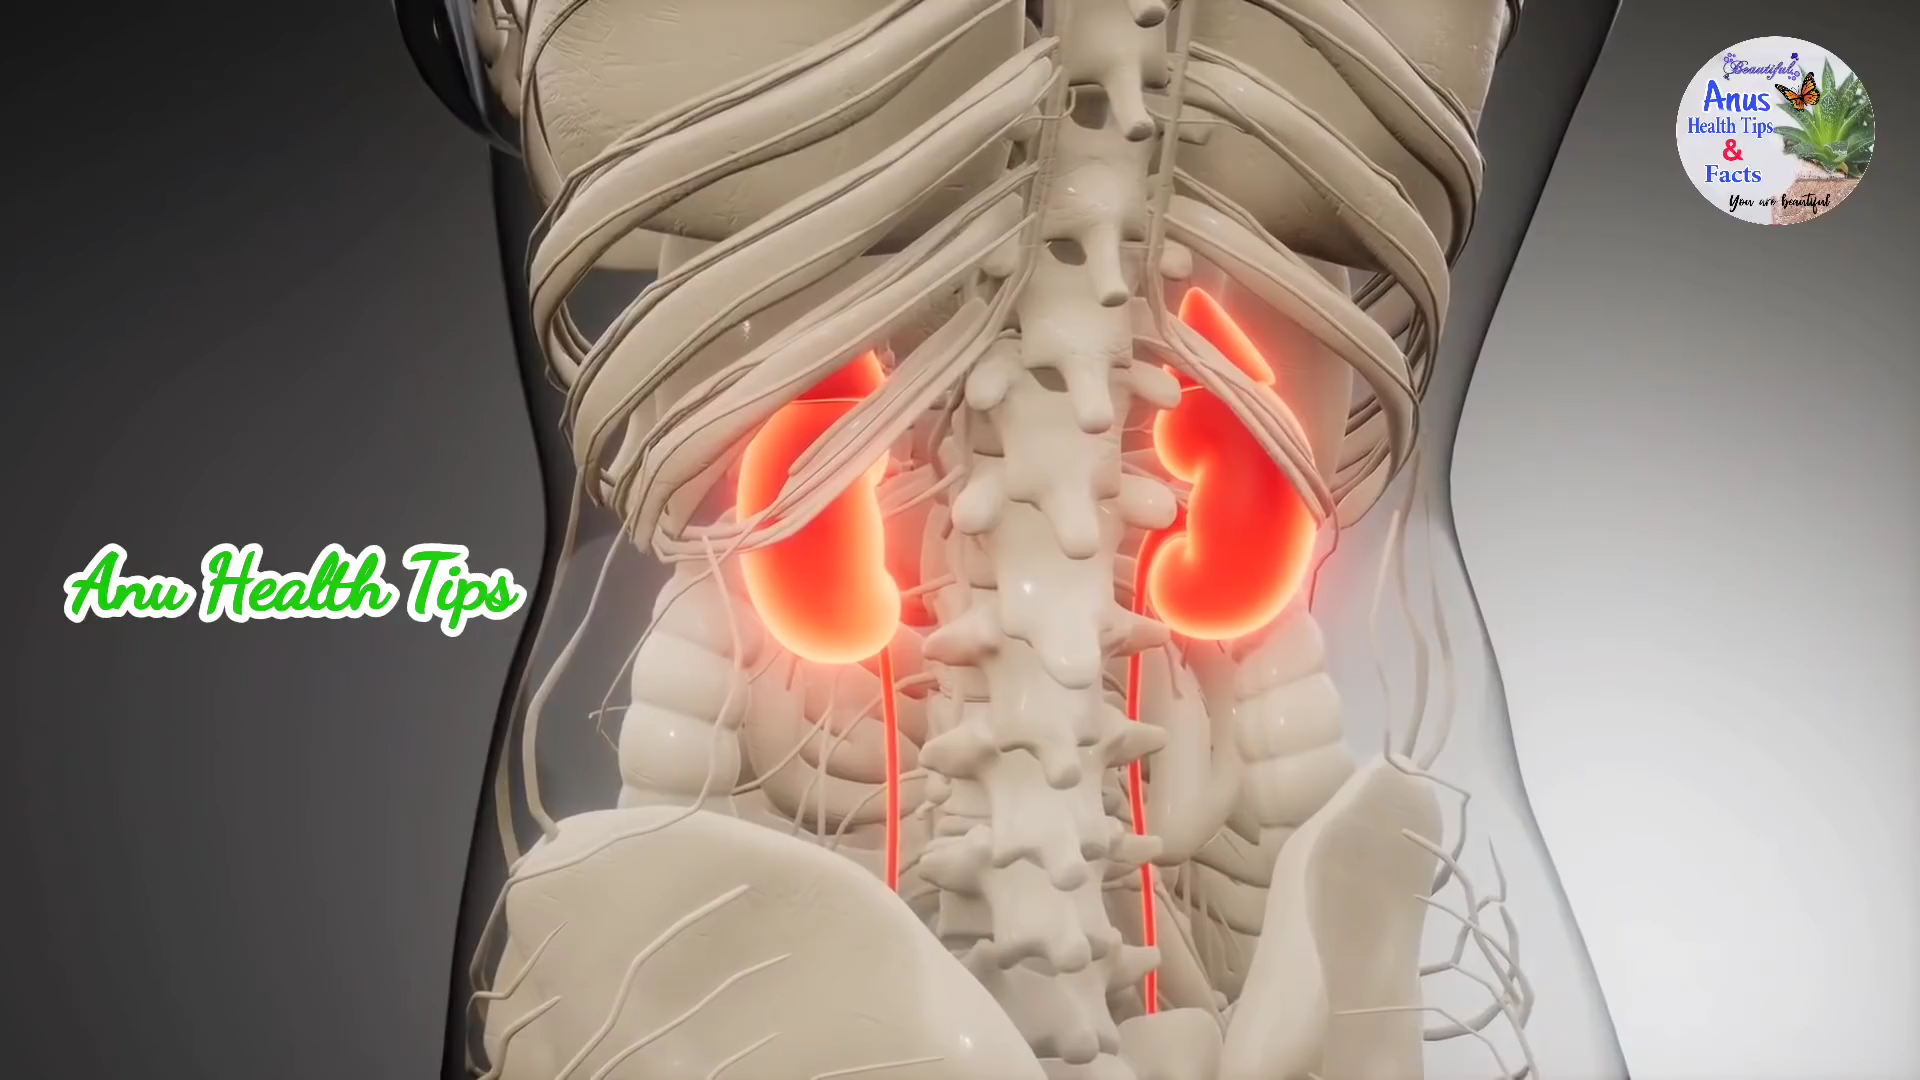 Beautiful
Anus
Health Tips
&
Facts
You are beautiful
Anu Health Tips